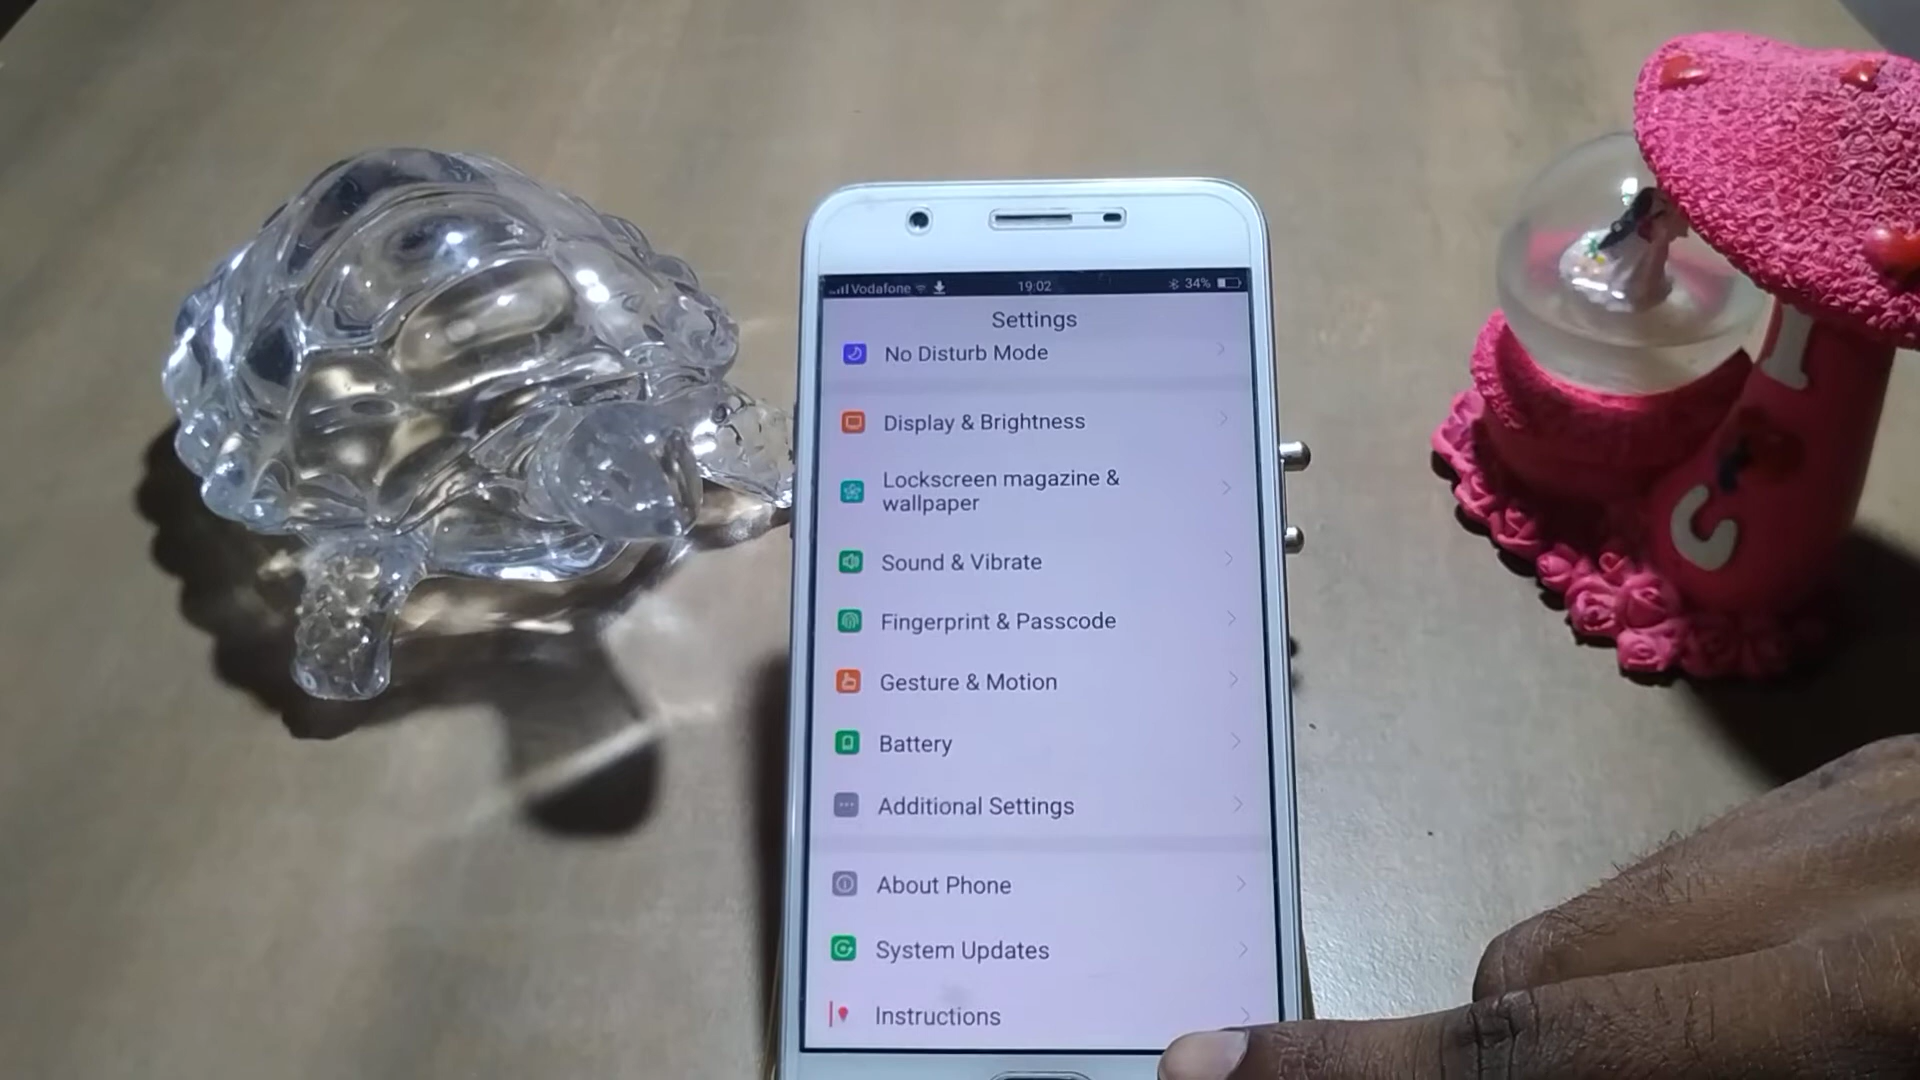 Vodafone 19:02 34%
Settings
No Disturb Mode
Display & Brightness
Lockscreen magazine &
wallpaper
Sound & Vibrate
Fingerprint & Passcode
Gesture & Motion
Battery
Additional Settings
About Phone
System Updates
Instructions